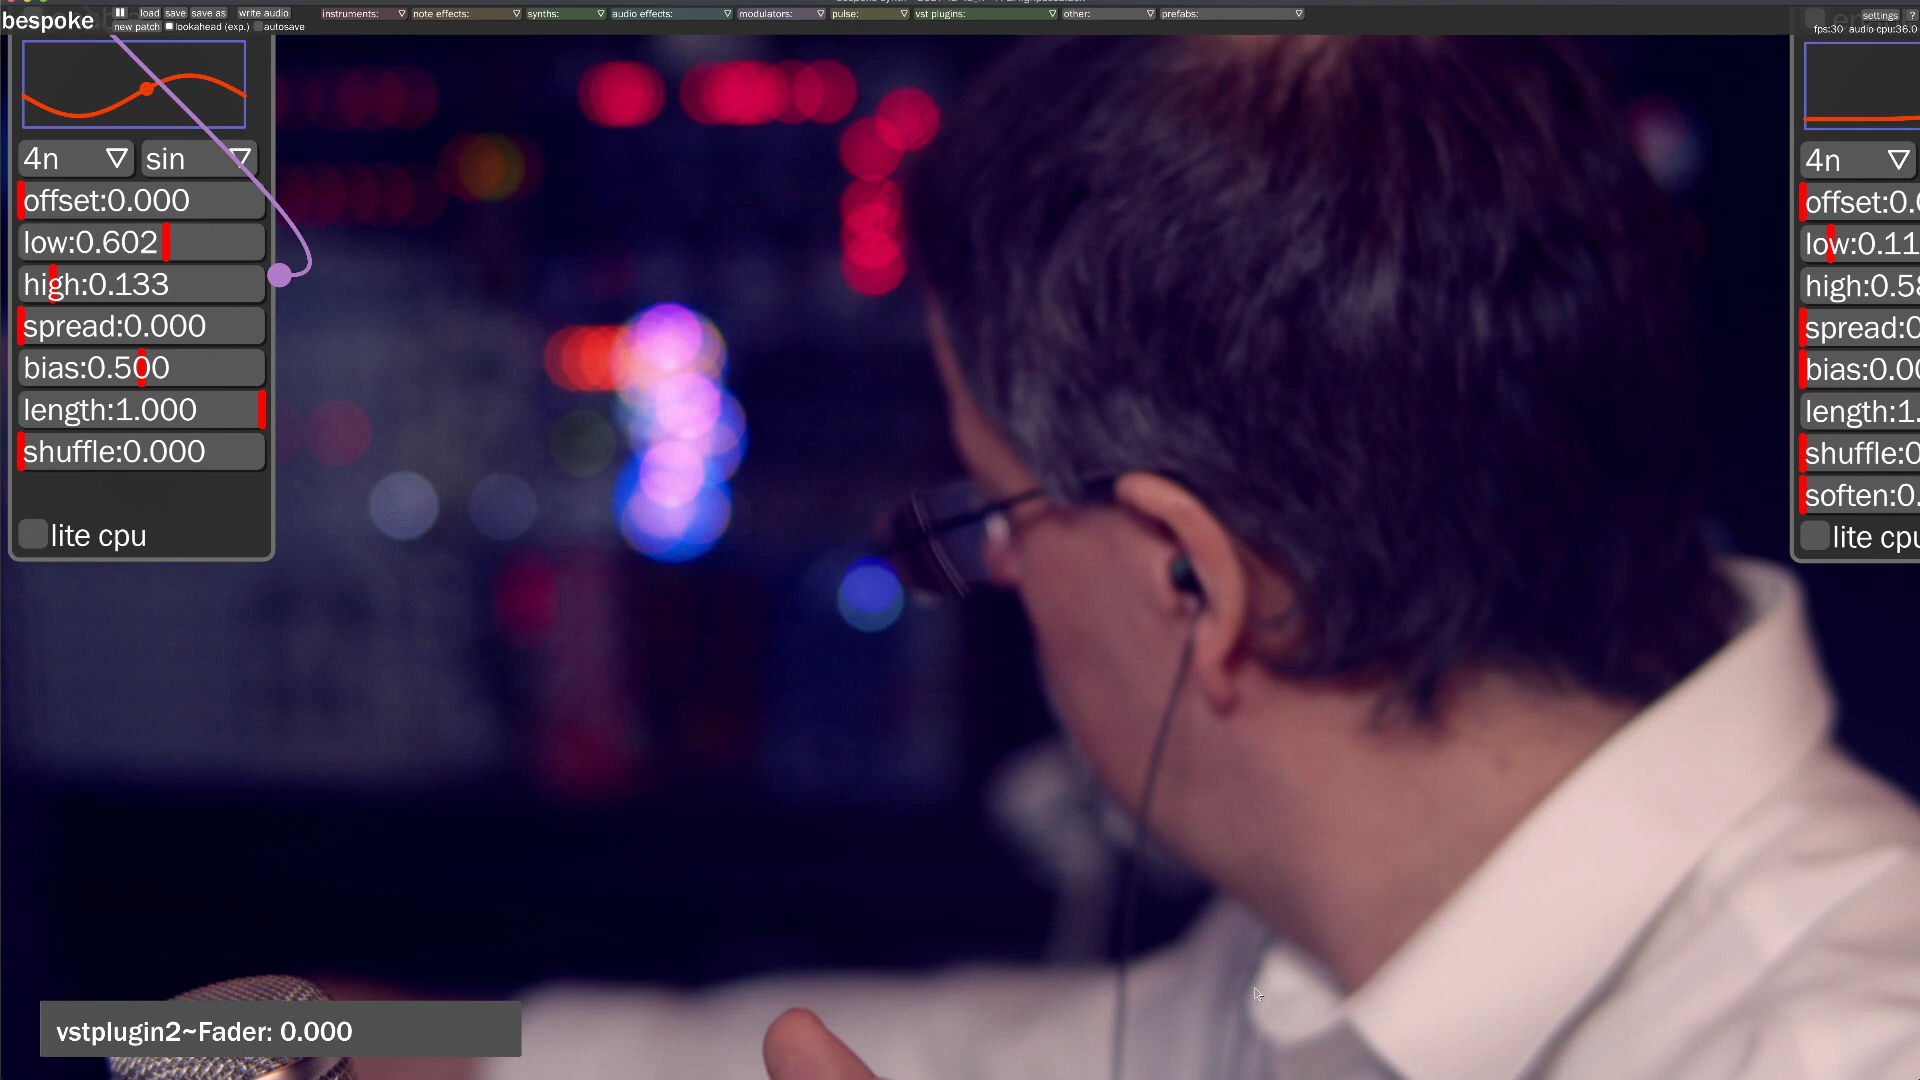 bespoke
load save save as write audio
new patch lookahead (exp.) autosave
instruments: note effects: synths: audio effects: modulators: pulse: vst plugins: other: prefabs:
settings ?
fps:30 audio cpu:36.0
4n sin
offset:0.000
low:0.602
high:0.133
spread:0.000
bias:0.500
length:1.000
shuffle:0.000
lite cpu
4n
offset:0.0
low:0.11
high:0.58
spread:0
bias:0.00
length:1.
shuffle:0
soften:0.
lite cpu
vstplugin2~Fader: 0.000